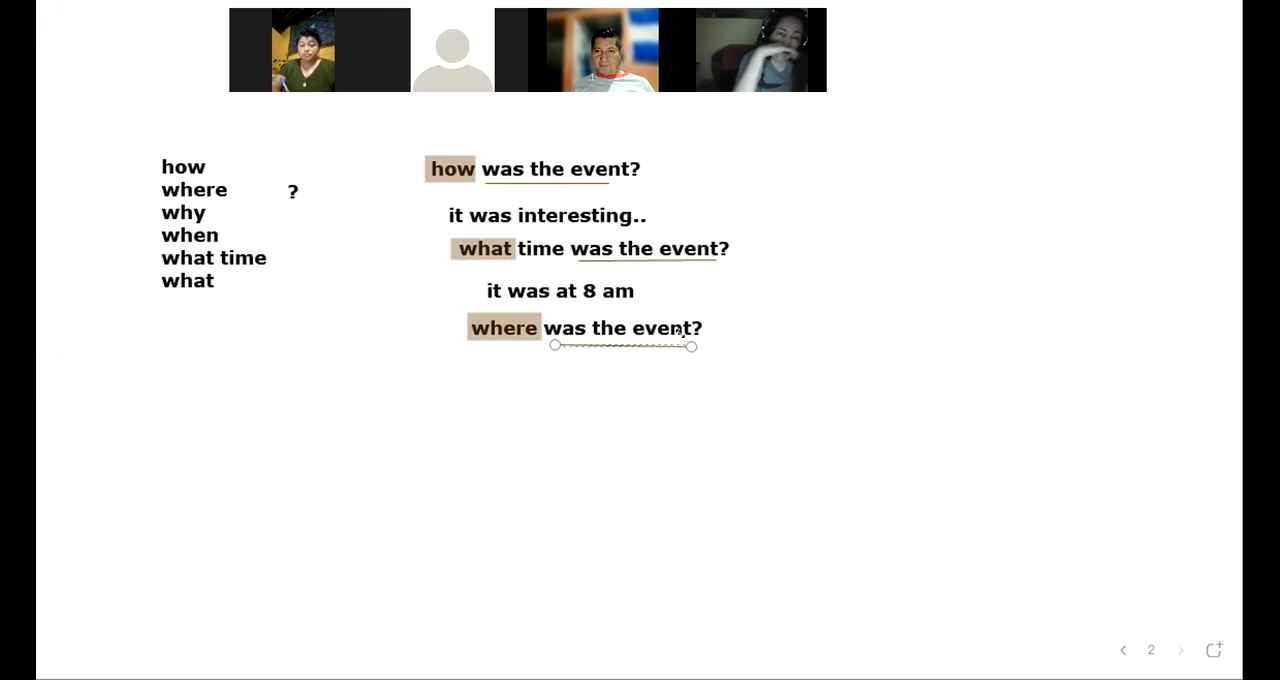 how
where
?
why
when
what time
what
how was the event?
it was interesting..
what time was the event?
it was at 8 am
where was the event?
2